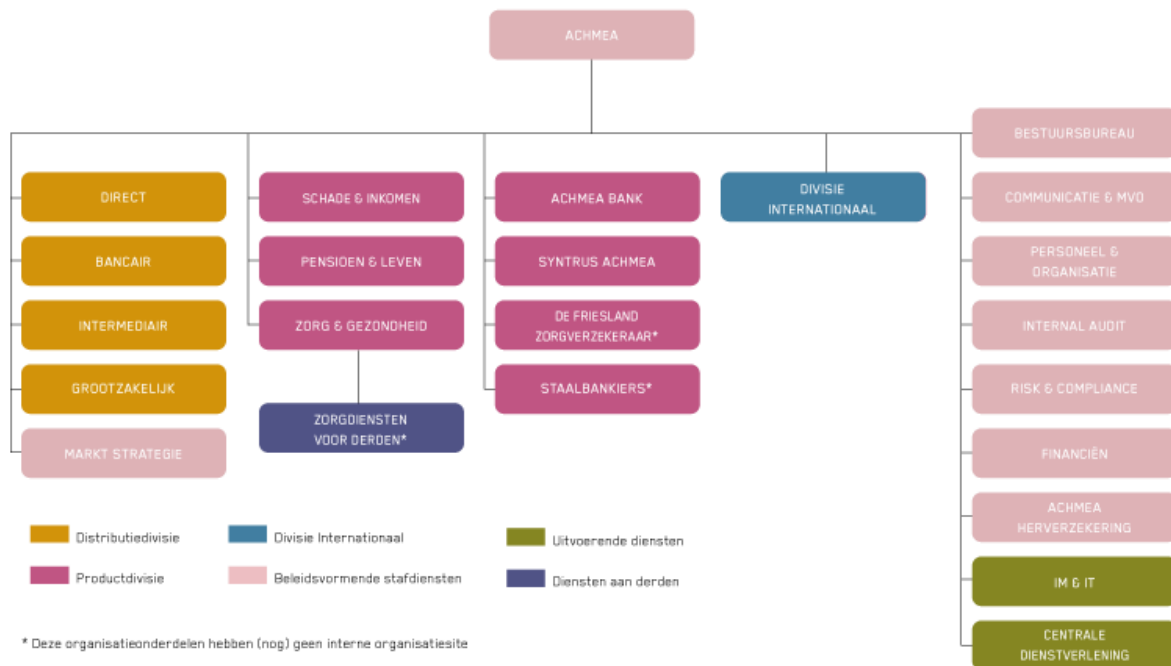 ACHMEA
DIRECT
BANCAIR
INTERMEDIAIR
GROOTZAKELIJK
MARKT STRATEGIE
SCHADE & INKOMEN
PENSIOEN & LEVEN
ZORG & GEZONDHEID
ZORGDIENSTEN
VOOR DERDEN*
ACHMEA BANK
SYNTRUS ACHMEA
DE FRIESLAND
ZORGVERZEKERAAR*
STAALBANKIERS*
DIVISIE
INTERNATIONAAL
BESTUURSBUREAU
COMMUNICATIE & MVO
PERSONEEL &
ORGANISATIE
INTERNAL AUDIT
RISK & COMPLIANCE
FINANCIËN
ACHMEA
HERVERZEKERING
IM & IT
CENTRALE
DIENSTVERLENING
Distributiedivisie
Divisie Internationaal
Uitvoerende diensten
Productdivisie
Beleidsvormende stafdiensten
Diensten aan derden
* Deze organisatieonderdelen hebben (nog) geen interne organisatiesite